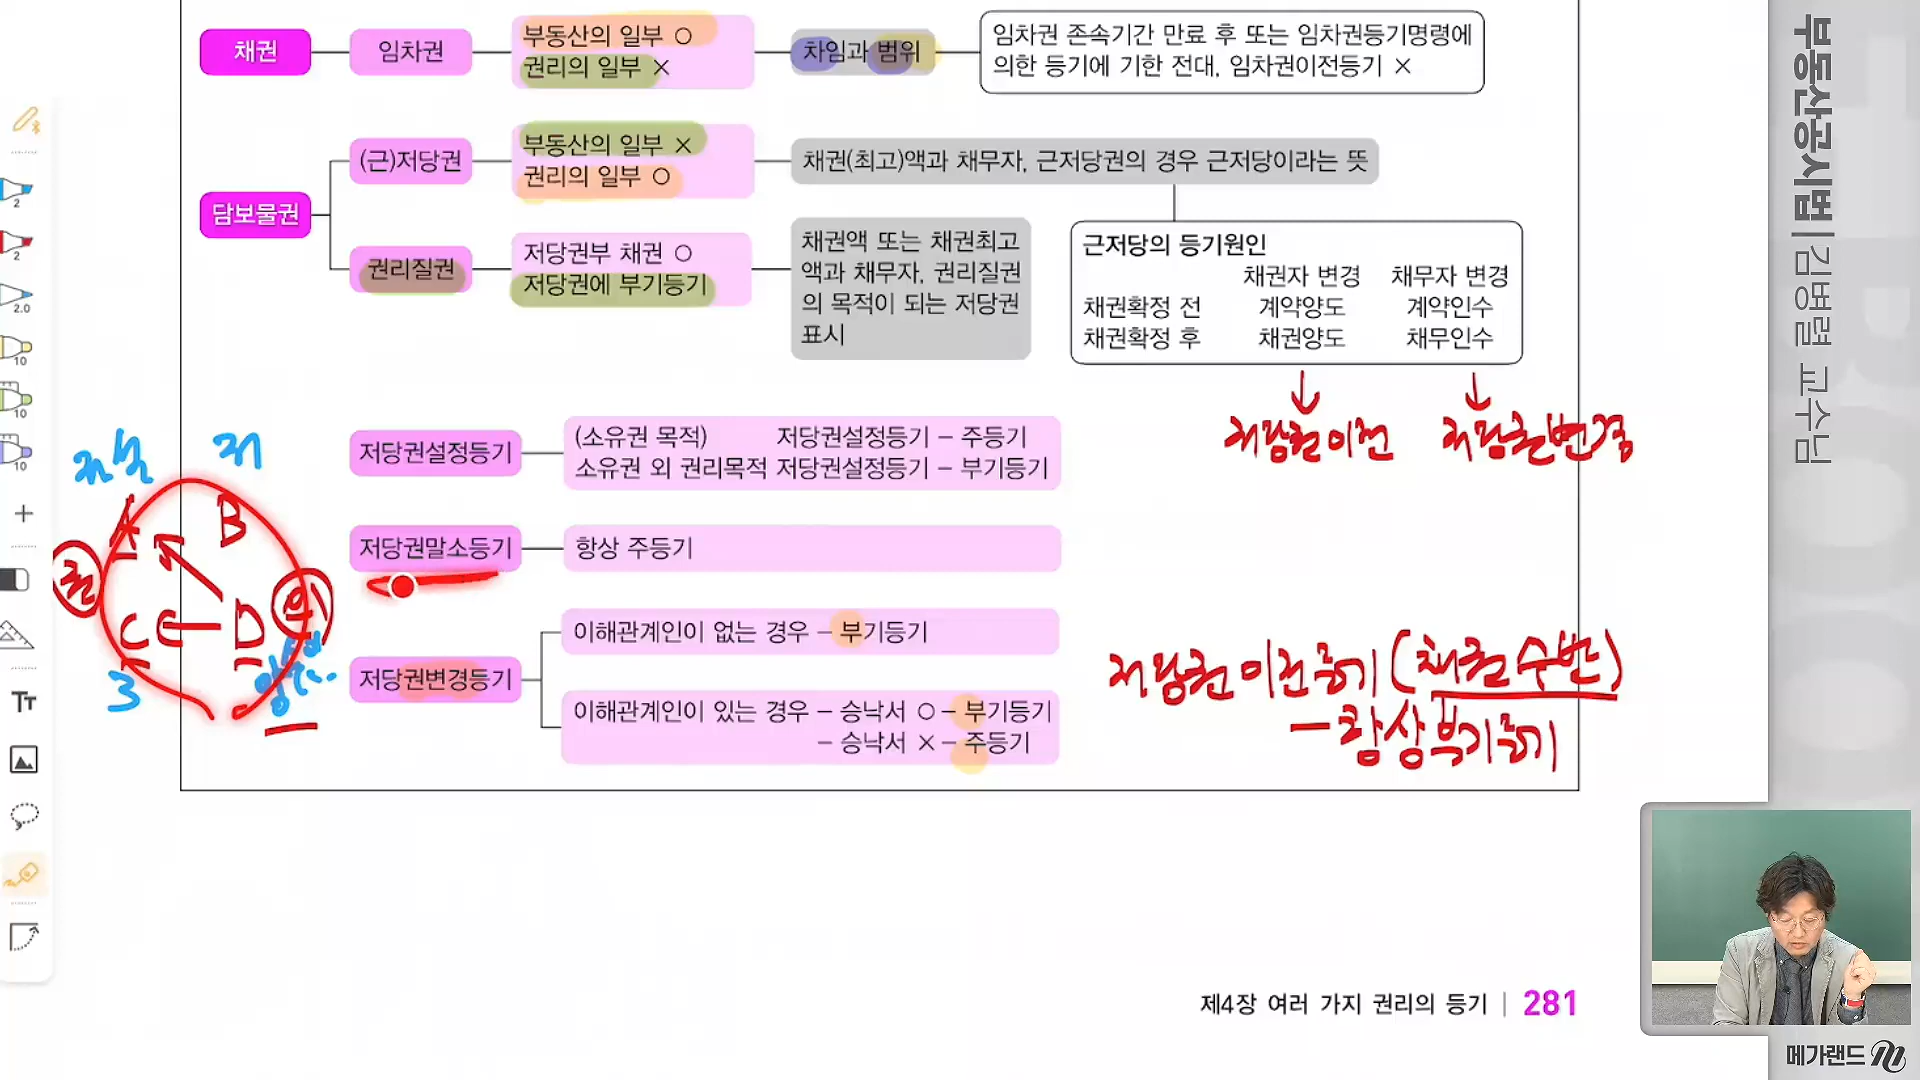 채권
임차권
부동산의 일부 ○
권리의 일부 ×
차임과 범위
임차권 존속기간 만료 후 또는 임차권등기명령에
의한 등기에 기한 전대, 임차권이전등기 ×
담보물권
(근)저당권
부동산의 일부 ×
권리의 일부 ○
채권(최고)액과 채무자, 근저당권의 경우 근저당이라는 뜻
권리질권
저당권부 채권 ○
저당권에 부기등기
채권액 또는 채권최고
액과 채무자, 권리질권
의 목적이 되는 저당권
표시
근저당의 등기원인
채권자 변경 채무자 변경
채권확정 전 계약양도 계약인수
채권확정 후 채권양도 채무인수
저당권이전 저당권변경
저당권설정등기
(소유권 목적) 저당권설정등기 – 주등기
소유권 외 권리목적 저당권설정등기 – 부기등기
저당권말소등기
항상 주등기
저당권변경등기
이해관계인이 없는 경우 – 부기등기
이해관계인이 있는 경우 – 승낙서 ○ – 부기등기
– 승낙서 × – 주등기
저당권이전등기 (채권수반)
– 항상부기등기
A B
C D
3
제4장 여러 가지 권리의 등기 | 281
부동산공시법 | 김병렬 교수님
메가랜드
2
2
2.0
10
10
10
TT